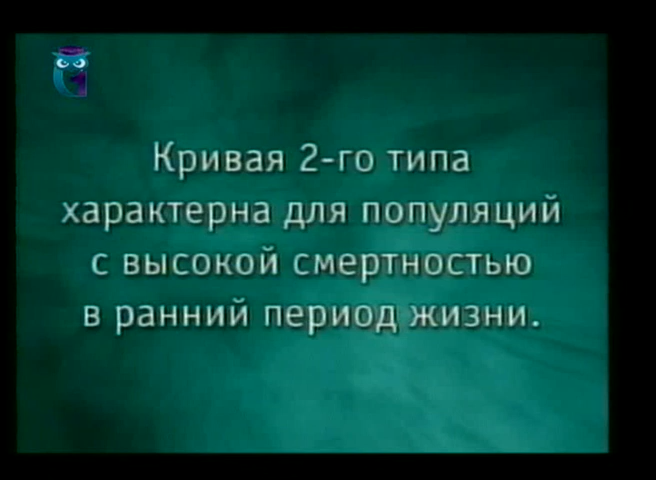 Кривая 2-го типа
характерна для популяций
с высокой смертностью
в ранний период жизни.